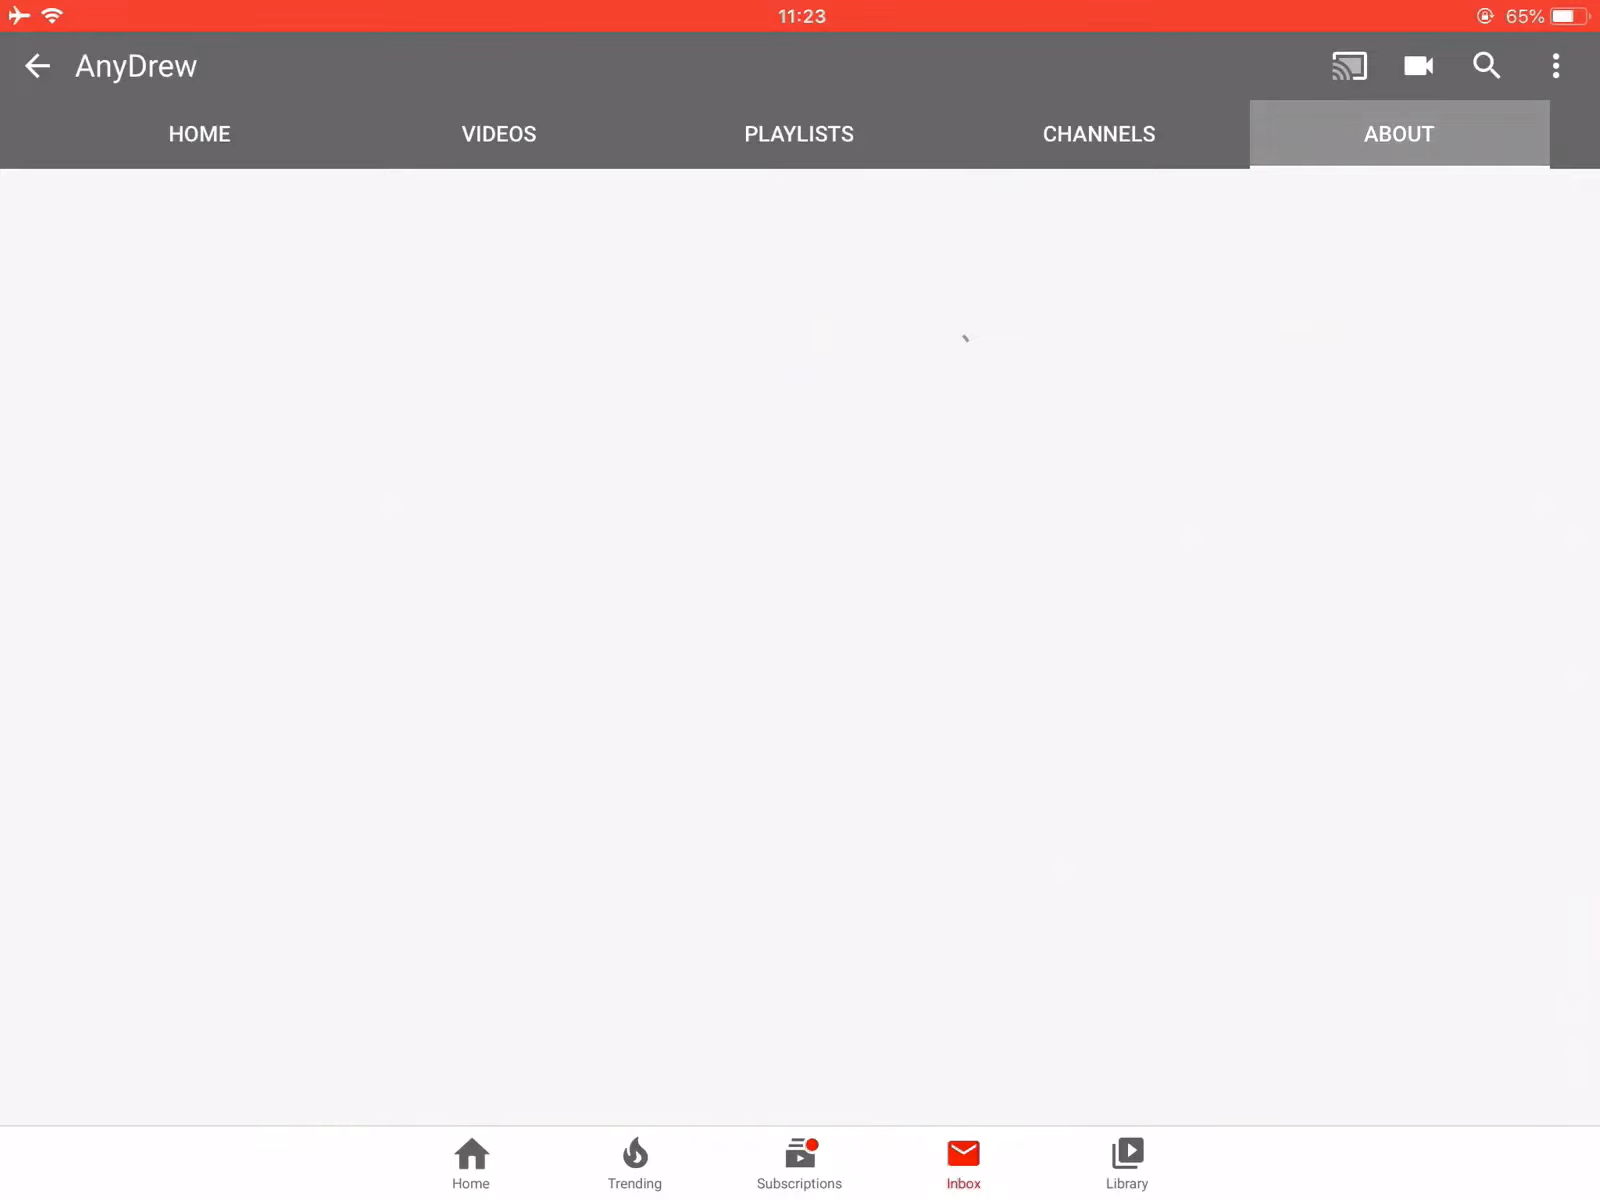 11:23
65%
AnyDrew
HOME VIDEOS PLAYLISTS CHANNELS ABOUT
Home Trending Subscriptions Inbox Library